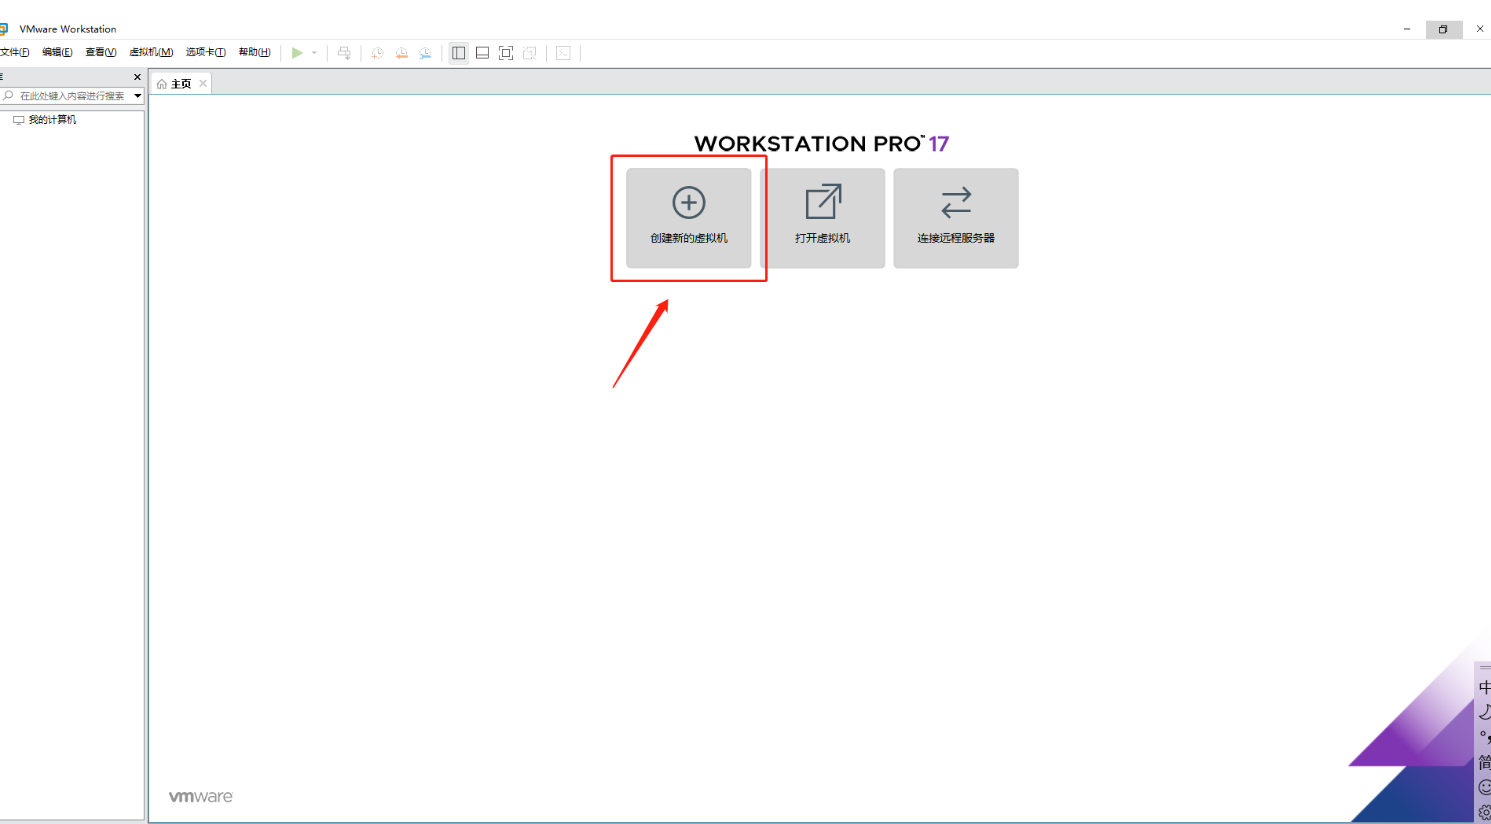 VMware Workstation
文件(F) 编辑(E) 查看(V) 虚拟机(M) 选项卡(T) 帮助(H)
主页
在此处键入内容进行搜索
我的计算机
WORKSTATION PRO™ 17
创建新的虚拟机 打开虚拟机 连接远程服务器
中
简
vmware